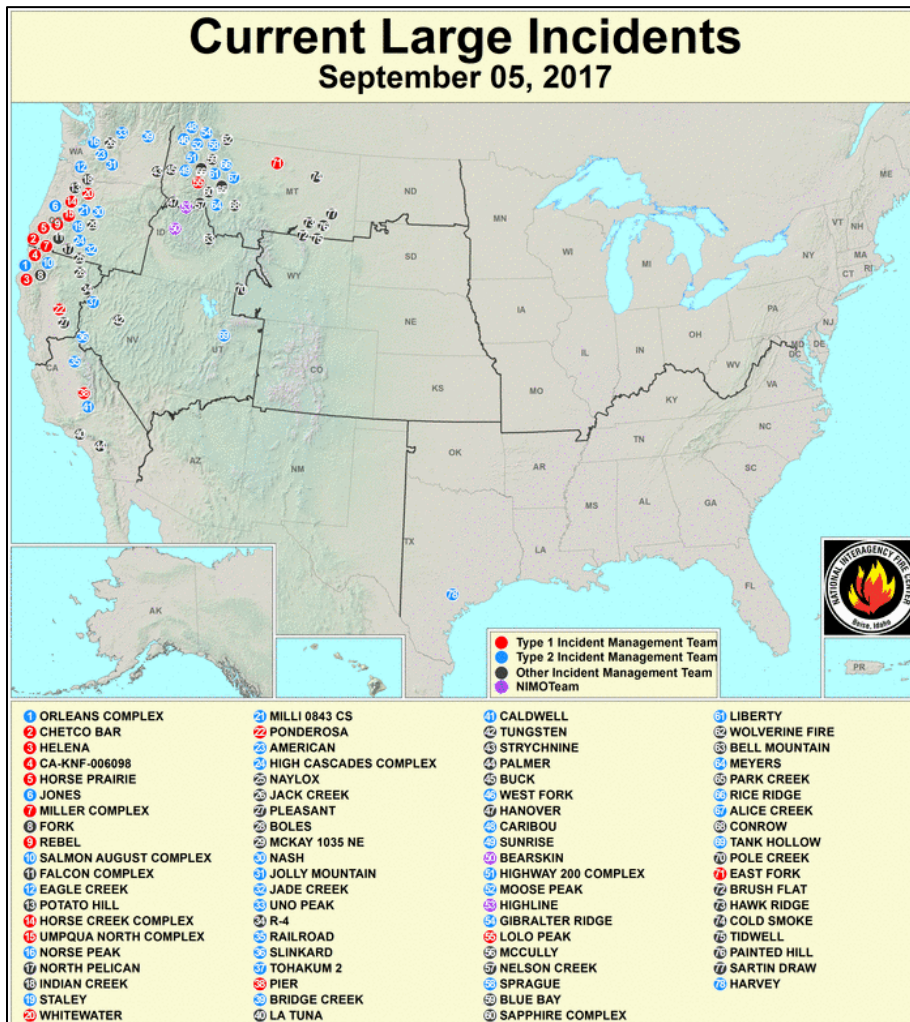 Current Large Incidents
September 05, 2017
WA
MT
ND
MN
ME
VT
NH
ID
SD
WI
MI
NY
MA
CT
RI
WY
IA
PA
NJ
NE
NV
UT
CO
IL
IN
OH
MD
DE
DC
WV
CA
KS
MO
KY
VA
NC
TN
AZ
NM
OK
AR
SC
MS
AL
GA
TX
LA
FL
AK
PR
HI
NATIONAL INTERAGENCY FIRE CENTER
Boise, Idaho
Type 1 Incident Management Team
Type 2 Incident Management Team
Other Incident Management Team
NIMOTeam
1 ORLEANS COMPLEX
2 CHETCO BAR
3 HELENA
4 CA-KNF-006098
5 HORSE PRAIRIE
6 JONES
7 MILLER COMPLEX
8 FORK
9 REBEL
10 SALMON AUGUST COMPLEX
11 FALCON COMPLEX
12 EAGLE CREEK
13 POTATO HILL
14 HORSE CREEK COMPLEX
15 UMPQUA NORTH COMPLEX
16 NORSE PEAK
17 NORTH PELICAN
18 INDIAN CREEK
19 STALEY
20 WHITEWATER
21 MILLI 0843 CS
22 PONDEROSA
23 AMERICAN
24 HIGH CASCADES COMPLEX
25 NAYLOX
26 JACK CREEK
27 PLEASANT
28 BOLES
29 MCKAY 1035 NE
30 NASH
31 JOLLY MOUNTAIN
32 JADE CREEK
33 UNO PEAK
34 R-4
35 RAILROAD
36 SLINKARD
37 TOHAKUM 2
38 PIER
39 BRIDGE CREEK
40 LA TUNA
41 CALDWELL
42 TUNGSTEN
43 STRYCHNINE
44 PALMER
45 BUCK
46 WEST FORK
47 HANOVER
48 CARIBOU
49 SUNRISE
50 BEARSKIN
51 HIGHWAY 200 COMPLEX
52 MOOSE PEAK
53 HIGHLINE
54 GIBRALTER RIDGE
55 LOLO PEAK
56 MCCULLY
57 NELSON CREEK
58 SPRAGUE
59 BLUE BAY
60 SAPPHIRE COMPLEX
61 LIBERTY
62 WOLVERINE FIRE
63 BELL MOUNTAIN
64 MEYERS
65 PARK CREEK
66 RICE RIDGE
67 ALICE CREEK
68 CONROW
69 TANK HOLLOW
70 POLE CREEK
71 EAST FORK
72 BRUSH FLAT
73 HAWK RIDGE
74 COLD SMOKE
75 TIDWELL
76 PAINTED HILL
77 SARTIN DRAW
78 HARVEY